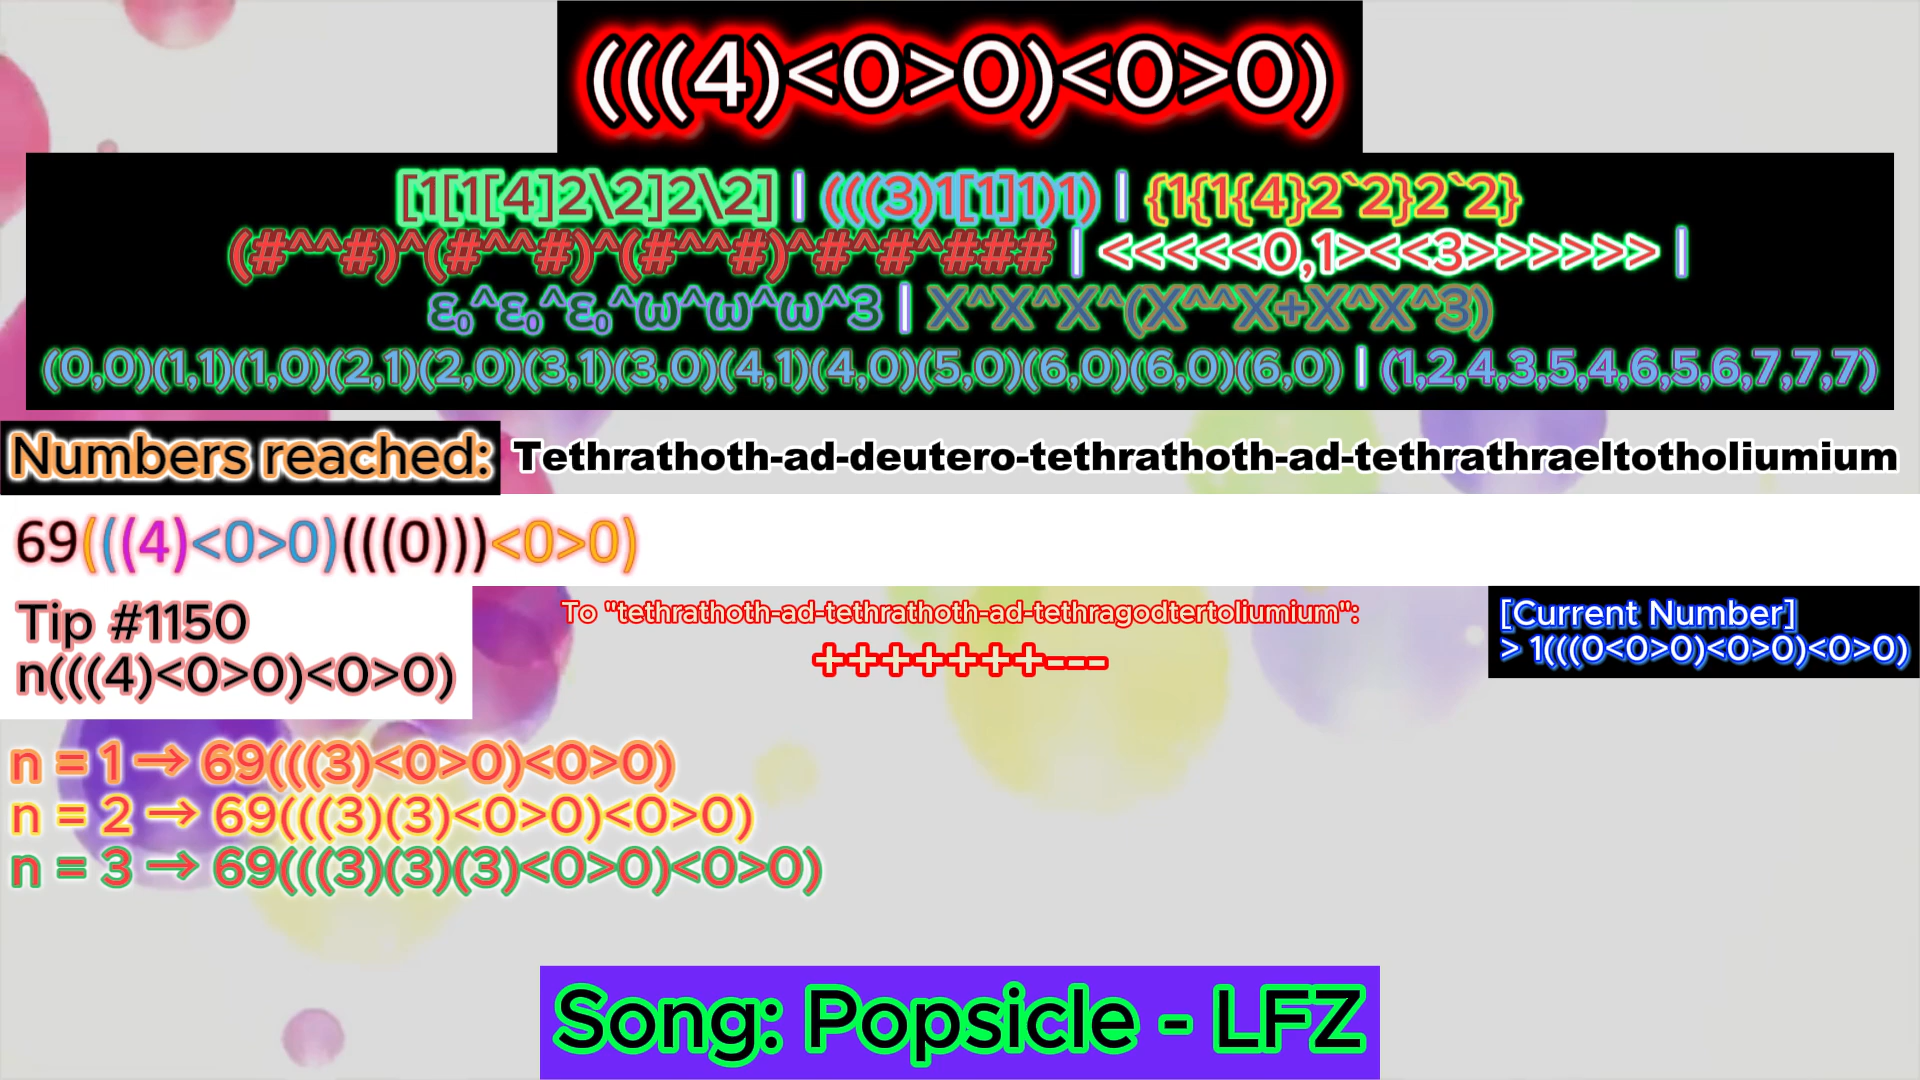 (((4)<0>0)<0>0)
[1[1[4]2\2]2\2] | (((3)1[1]1)1) | {1{1{4}2`2}2`2}
(#^^#)^(#^^#)^(#^^#)^#^#^### | <<<<<0,1><<3>>>>>> |
ε₀^ε₀^ε₀^ω^ω^ω^3 | X^X^X^(X^^X+X^X^3)
(0,0)(1,1)(1,0)(2,1)(2,0)(3,1)(3,0)(4,1)(4,0)(5,0)(6,0)(6,0)(6,0) | (1,2,4,3,5,4,6,5,6,7,7,7)
Numbers reached: Tethrathoth-ad-deutero-tethrathoth-ad-tethrathraeltotholiumium
69(((4)<0>0)(((0)))<0>0)
Tip #1150
n(((4)<0>0)<0>0)
To "tethrathoth-ad-tethrathoth-ad-tethragodtertoliumium":
+++++++---
[Current Number]
> 1(((0<0>0)<0>0)<0>0)
n = 1 → 69(((3)<0>0)<0>0)
n = 2 → 69(((3)(3)<0>0)<0>0)
n = 3 → 69(((3)(3)(3)<0>0)<0>0)
Song: Popsicle - LFZ